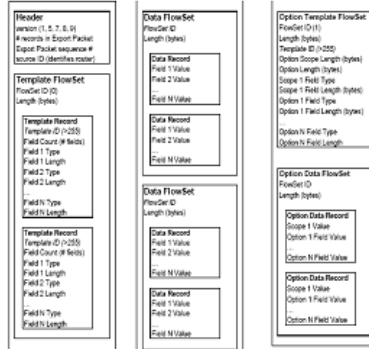 Header
version (1, 5, 7, 8, 9)
# records in Export Packet
Export Packet sequence #
source ID (identifies router)
Template FlowSet
FlowSet ID (0)
Length (bytes)
Template Record
Template ID (>255)
Field Count (# fields)
Field 1 Type
Field 1 Length
Field 2 Type
Field 2 Length
...
Field N Type
Field N Length
Template Record
Template ID (>255)
Field Count (# fields)
Field 1 Type
Field 1 Length
Field 2 Type
Field 2 Length
...
Field N Type
Field N Length
Data FlowSet
FlowSet ID
Length (bytes)
Data Record
Field 1 Value
Field 2 Value
...
Field N Value
Data Record
Field 1 Value
Field 2 Value
...
Field N Value
Data FlowSet
FlowSet ID
Length (bytes)
Data Record
Field 1 Value
Field 2 Value
...
Field N Value
Data Record
Field 1 Value
Field 2 Value
...
Field N Value
Option Template FlowSet
FlowSet ID (1)
Length (bytes)
Template ID (>255)
Option Scope Length (bytes)
Option Length (bytes)
Scope 1 Field Type
Scope 1 Field Length (bytes)
Option 1 Field Type
Option 1 Field Length (bytes)
...
Option N Field Type
Option N Field Length
Option Data FlowSet
FlowSet ID
Length (bytes)
Option Data Record
Scope 1 Value
Option 1 Field Value
...
Option N Field Value
Option Data Record
Scope 1 Value
Option 1 Field Value
...
Option N Field Value